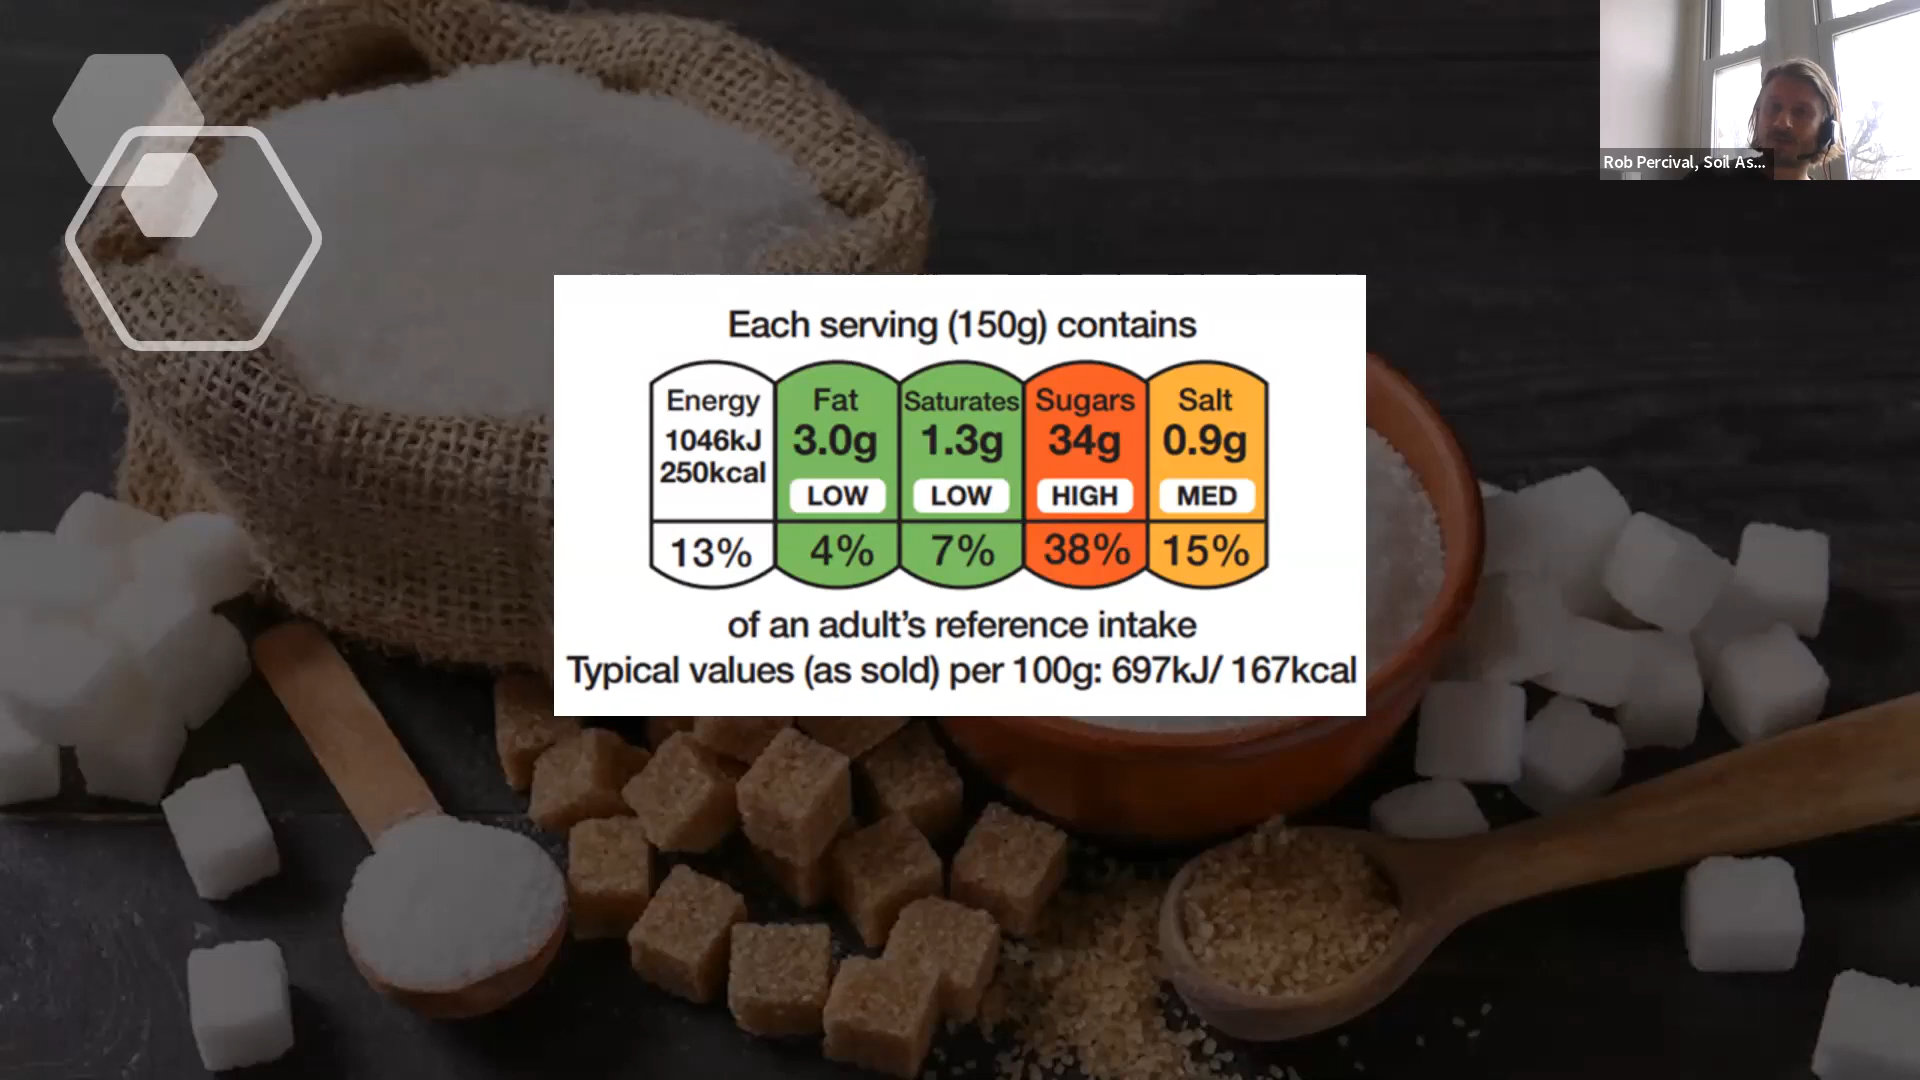 Rob Percival, Soil As...
Each serving (150g) contains
Energy
1046kJ
250kcal
13%
Fat
3.0g
LOW
4%
Saturates
1.3g
LOW
7%
Sugars
34g
HIGH
38%
Salt
0.9g
MED
15%
of an adult’s reference intake
Typical values (as sold) per 100g: 697kJ/ 167kcal